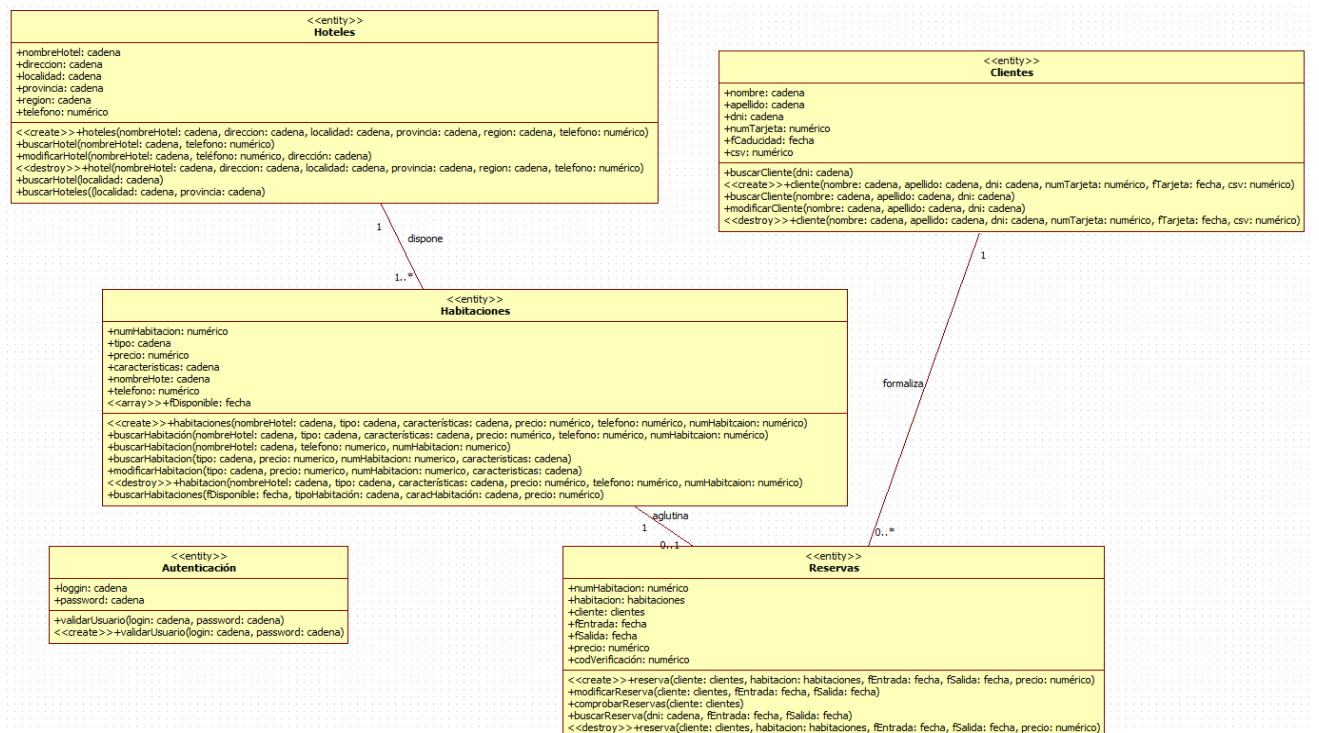 <<entity>>
Hoteles
+nombreHotel: cadena
+direccion: cadena
+localidad: cadena
+provincia: cadena
+region: cadena
+telefono: numérico
<<create>>+hoteles(nombreHotel: cadena, direccion: cadena, localidad: cadena, provincia: cadena, region: cadena, telefono: numérico)
+buscarHotel(nombreHotel: cadena, telefono: numérico)
+modificarHotel(nombreHotel: cadena, teléfono: numérico, dirección: cadena)
<<destroy>>+hotel(nombreHotel: cadena, direccion: cadena, localidad: cadena, provincia: cadena, region: cadena, telefono: numérico)
+buscarHotel(localidad: cadena)
+buscarHoteles((localidad: cadena, provincia: cadena)
<<entity>>
Clientes
+nombre: cadena
+apellido: cadena
+dni: cadena
+numTarjeta: numérico
+fCaducidad: fecha
+csv: numérico
+buscarCliente(dni: cadena)
<<create>>+cliente(nombre: cadena, apellido: cadena, dni: cadena, numTarjeta: numérico, fTarjeta: fecha, csv: numérico)
+buscarCliente(nombre: cadena, apellido: cadena, dni: cadena)
+modificarCliente(nombre: cadena, apellido: cadena, dni: cadena)
<<destroy>>+cliente(nombre: cadena, apellido: cadena, dni: cadena, numTarjeta: numérico, fTarjeta: fecha, csv: numérico)
1
dispone
1..*
1
formaliza
0..*
<<entity>>
Habitaciones
+numHabitacion: numérico
+tipo: cadena
+precio: numérico
+caracteristicas: cadena
+nombreHote: cadena
+telefono: numérico
<<array>>+fDisponible: fecha
<<create>>+habitaciones(nombreHotel: cadena, tipo: cadena, características: cadena, precio: numérico, telefono: numérico, numHabitcaion: numérico)
+buscarHabitación(nombreHotel: cadena, tipo: cadena, características: cadena, precio: numérico, telefono: numérico, numHabitcaion: numérico)
+buscarHabitacion(nombreHotel: cadena, telefono: numerico, numHabitacion: numerico)
+buscarHabitacion(tipo: cadena, precio: numerico, numHabitacion: numerico, caracteristicas: cadena)
+modificarHabitacion(tipo: cadena, precio: numerico, numHabitacion: numerico, caracteristicas: cadena)
<<destroy>>+habitacion(nombreHotel: cadena, tipo: cadena, características: cadena, precio: numérico, telefono: numérico, numHabitcaion: numérico)
+buscarHabitaciones(fDisponible: fecha, tipoHabitación: cadena, caracHabitación: cadena, precio: numérico)
aglutina
1
0..1
<<entity>>
Autenticación
+loggin: cadena
+password: cadena
+validarUsuario(login: cadena, password: cadena)
<<create>>+validarUsuario(login: cadena, password: cadena)
<<entity>>
Reservas
+numHabitacion: numérico
+habitacion: habitaciones
+cliente: clientes
+fEntrada: fecha
+fSalida: fecha
+precio: numérico
+codVerificación: numérico
<<create>>+reserva(cliente: clientes, habitacion: habitaciones, fEntrada: fecha, fSalida: fecha, precio: numérico)
+modificarReserva(cliente: clientes, fEntrada: fecha, fSalida: fecha)
+comprobarReservas(cliente: clientes)
+buscarReserva(dni: cadena, fEntrada: fecha, fSalida: fecha)
<<destroy>>+reserva(cliente: clientes, habitacion: habitaciones, fEntrada: fecha, fSalida: fecha, precio: numérico)